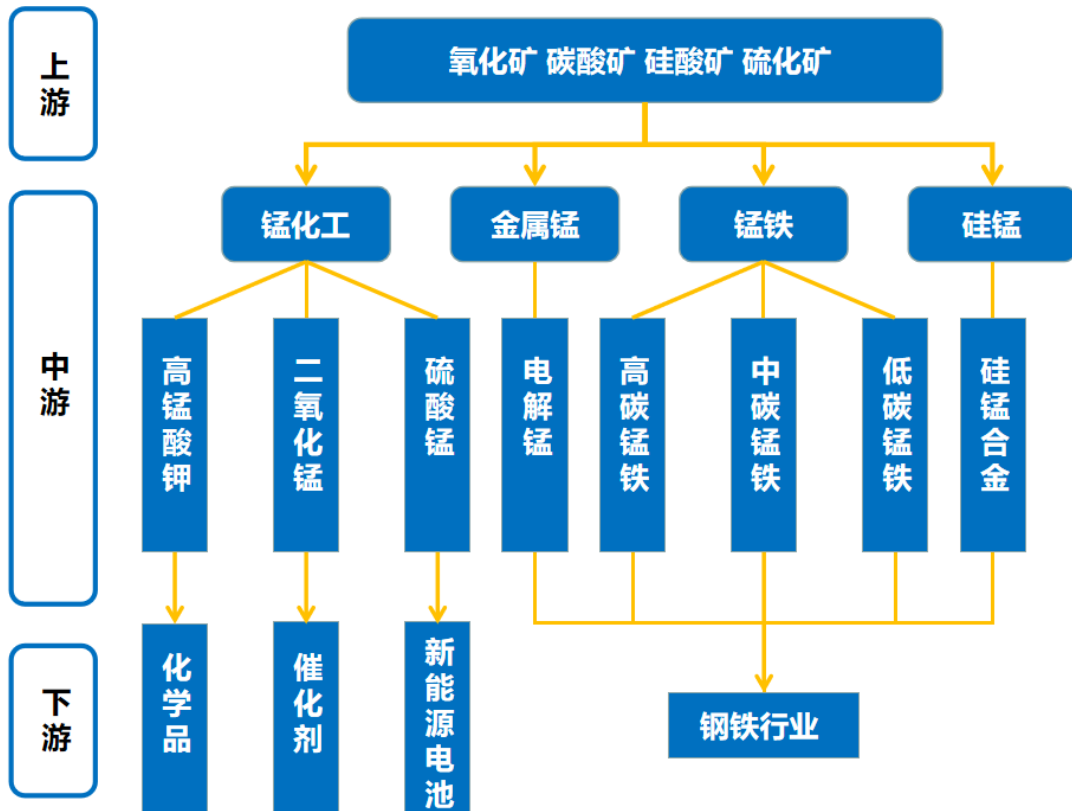 上游
氧化矿 碳酸矿 硅酸矿 硫化矿
中游
锰化工
金属锰
锰铁
硅锰
高锰酸钾
二氧化锰
硫酸锰
电解锰
高碳锰铁
中碳锰铁
低碳锰铁
硅锰合金
下游
化学品
催化剂
新能源电池
钢铁行业